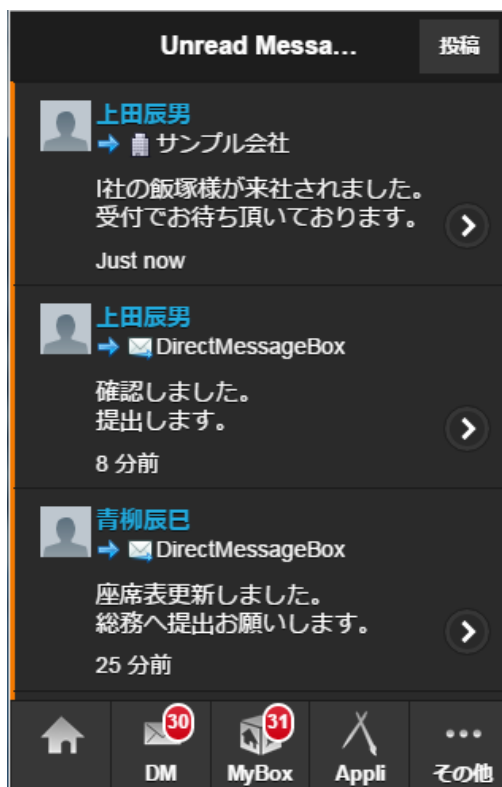 Unread Messa...
投稿
上田辰男
サンプル会社
I社の飯塚様が来社されました。
受付でお待ち頂いております。
Just now
上田辰男
DirectMessageBox
確認しました。
提出します。
8 分前
青柳辰巳
DirectMessageBox
座席表更新しました。
総務へ提出お願いします。
25 分前
30
31
DM
MyBox
Appli
その他